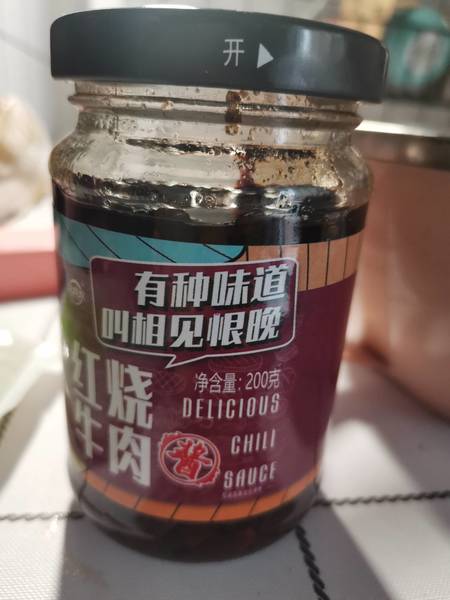 开
有种味道
叫相见恨晚
净含量:200克
红烧
牛肉
酱
DELICIOUS
CHILI
SAUCE